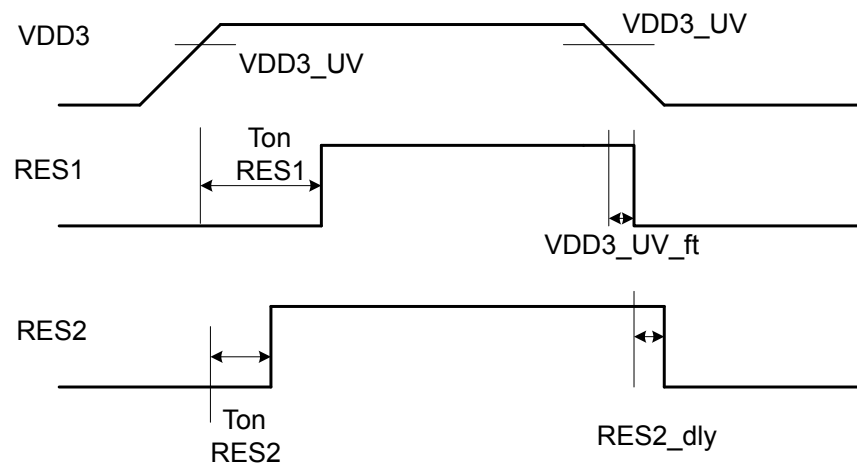 VDD3
VDD3_UV
VDD3_UV
Ton
RES1
RES1
VDD3_UV_ft
RES2
Ton
RES2
RES2_dly